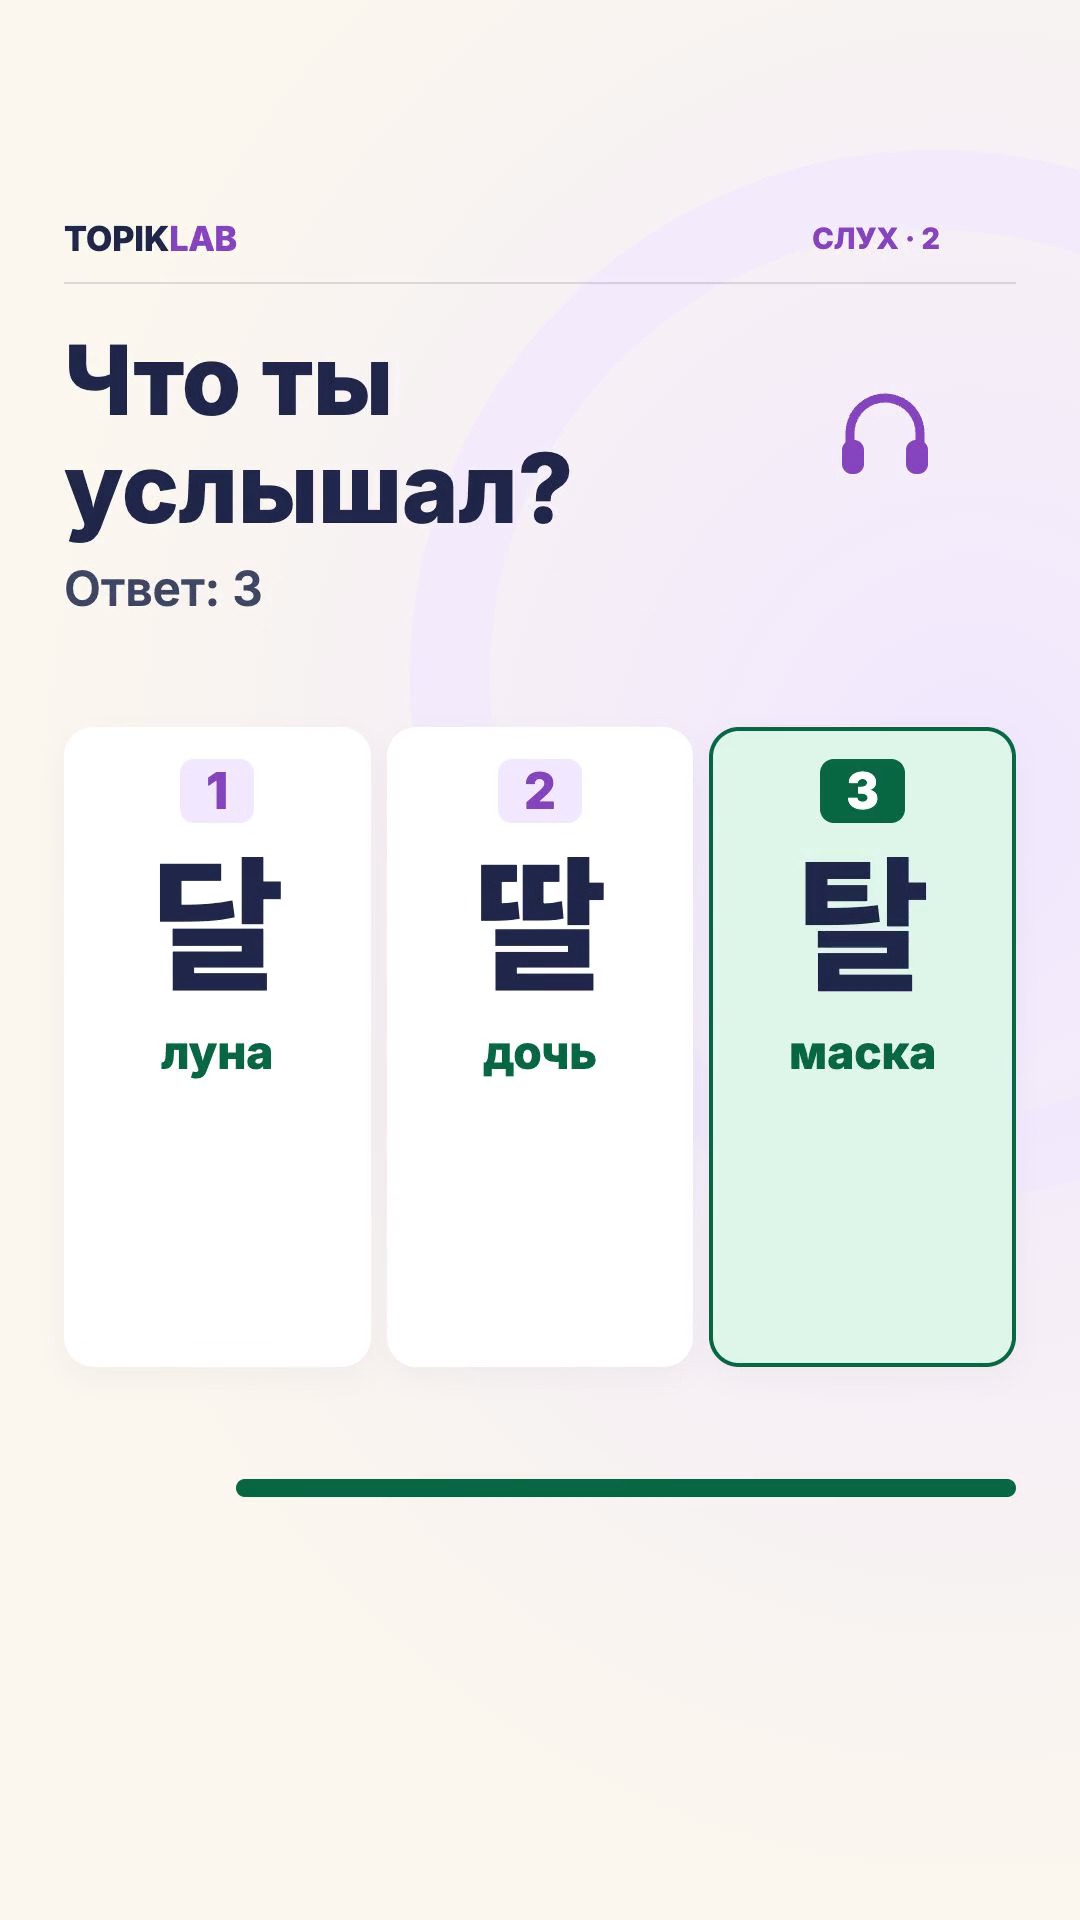 TOPIKLAB
СЛУХ · 2
Что ты
услышал?
Ответ: 3
1
달
луна
2
딸
дочь
3
탈
маска